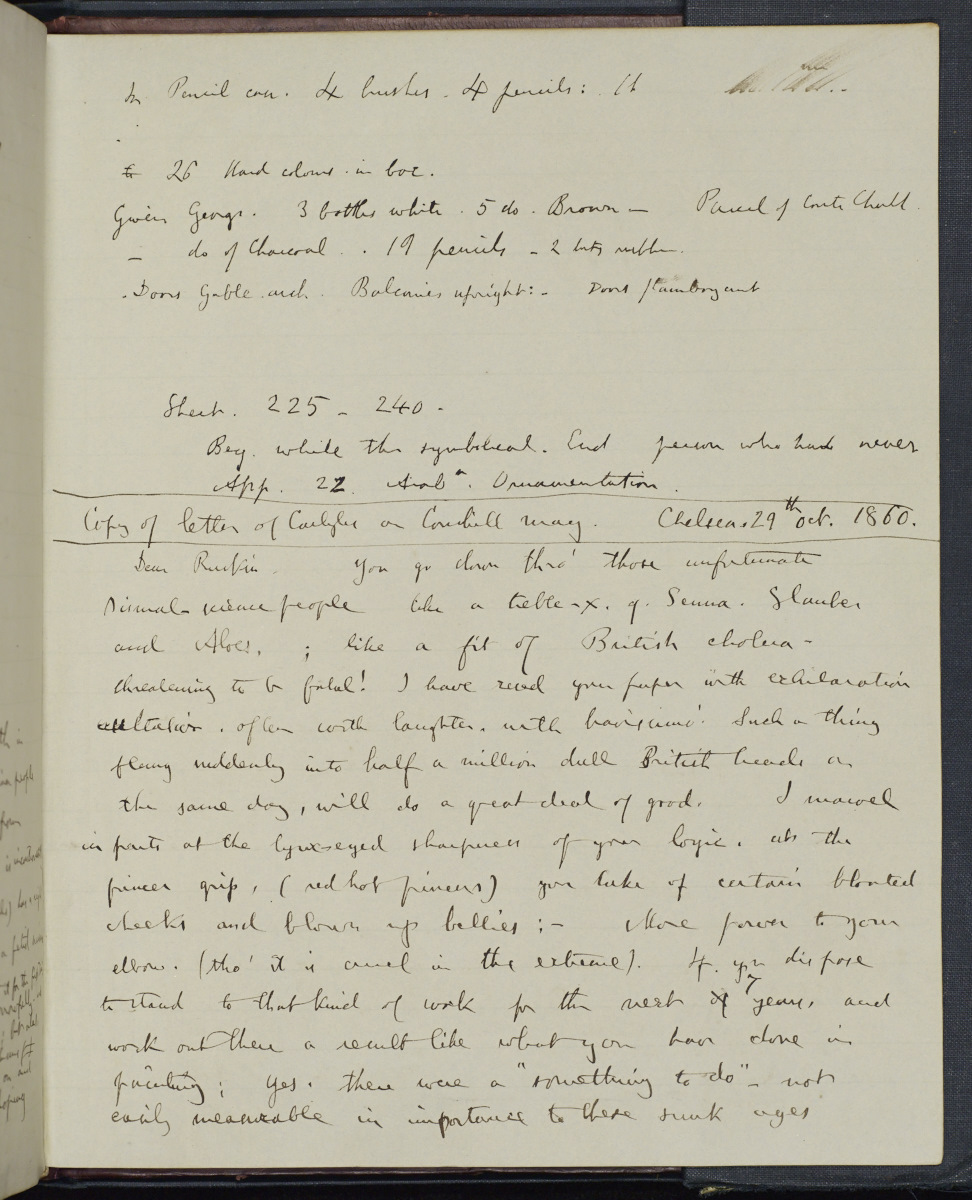 In Pencil case. 4 brushes. 4 pencils: 16
26 Hard colours in box.
Given George. 3 bottles white. 5 do. Brown — Parcel of Conte Chalk.
— do of Charcoal. . 19 pencils - 2 bits rubber.
. Doors Gable arch. Balconies upright:- Doors flamboyant
Sheet. 225 - 240 -
Beg. while the symbolical. End person who had never
App. 22. Arabn. Ornamentation.
Copy of letter of Carlyle on Cornhill mag. Chelsea. 29th Oct. 1860.
Dear Ruskin. You go down thro' those unfortunate
Dismal-science people like a treble-x. of Senna. Glauber
and Aloes, ; like a fit of British cholera -
threatening to be fatal! I have read your paper with exhilaration
exultation. often with laughter. with bravissimo! Such a thing
flung suddenly into half a million dull British heads on
the same day, will do a great deal of good. I marvel
in parts at the lynxeyed sharpness of your logic. at the
pincer grip, (red hot pincers) you take of certain bloated
cheeks and blown up bellies: - More power to your
elbow. (tho' it is cruel in the extreme). If you dispose
to stand to that kind of work for the next 7 years, and
work out there a result like what you have done in
painting; yes. there were a "something to do" - not
easily measurable in importance to these sunk ages